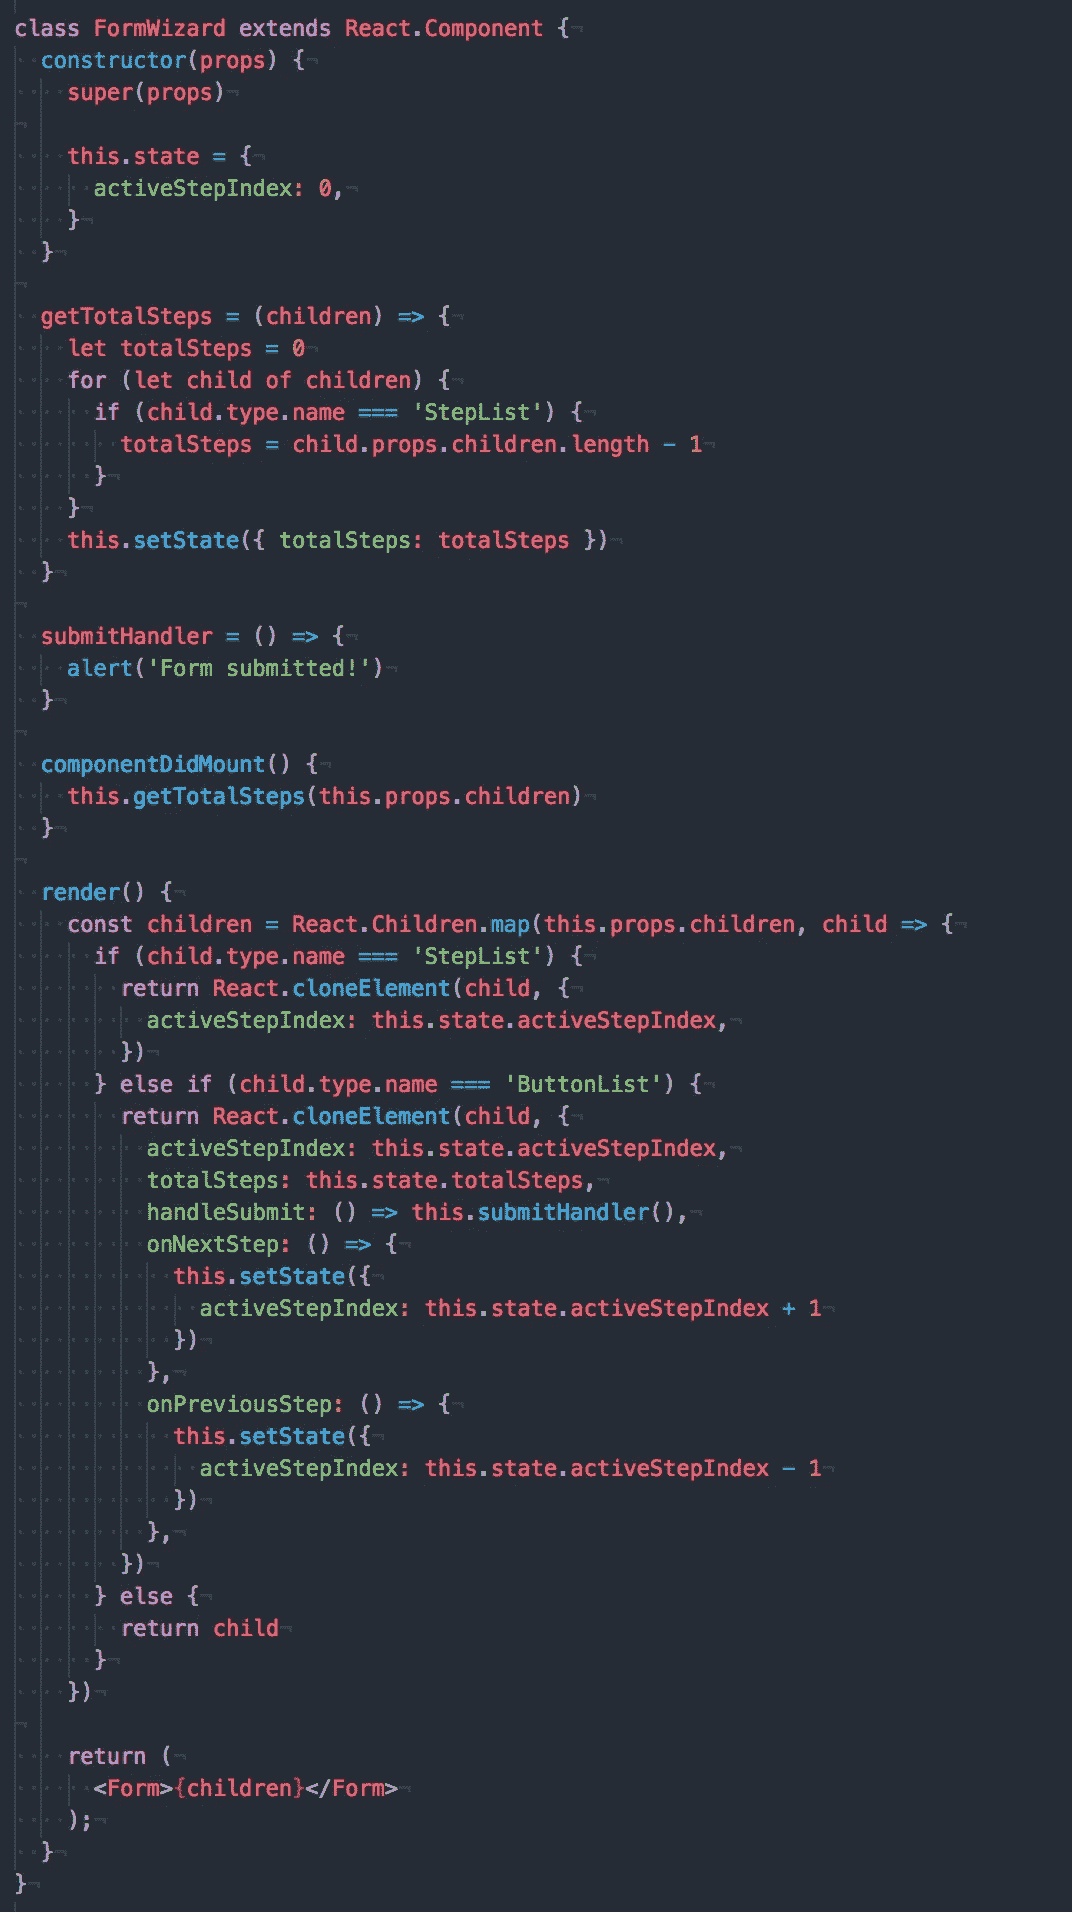 class FormWizard extends React.Component {
  constructor(props) {
    super(props)

    this.state = {
      activeStepIndex: 0,
    }
  }

  getTotalSteps = (children) => {
    let totalSteps = 0
    for (let child of children) {
      if (child.type.name === 'StepList') {
        totalSteps = child.props.children.length - 1
      }
    }
    this.setState({ totalSteps: totalSteps })
  }

  submitHandler = () => {
    alert('Form submitted!')
  }

  componentDidMount() {
    this.getTotalSteps(this.props.children)
  }

  render() {
    const children = React.Children.map(this.props.children, child => {
      if (child.type.name === 'StepList') {
        return React.cloneElement(child, {
          activeStepIndex: this.state.activeStepIndex,
        })
      } else if (child.type.name === 'ButtonList') {
        return React.cloneElement(child, {
          activeStepIndex: this.state.activeStepIndex,
          totalSteps: this.state.totalSteps,
          handleSubmit: () => this.submitHandler(),
          onNextStep: () => {
            this.setState({
              activeStepIndex: this.state.activeStepIndex + 1
            })
          },
          onPreviousStep: () => {
            this.setState({
              activeStepIndex: this.state.activeStepIndex - 1
            })
          },
        })
      } else {
        return child
      }
    })

    return (
      <Form>{children}</Form>
    );
  }
}